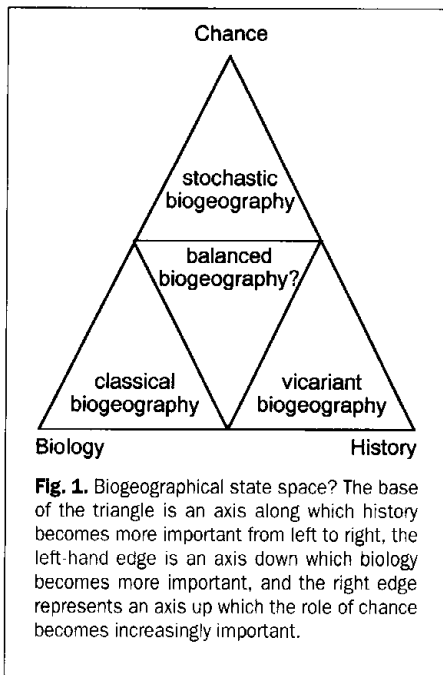 Chance
stochastic
biogeography
balanced
biogeography?
classical
biogeography
vicariant
biogeography
Biology
History
Fig. 1. Biogeographical state space? The base
of the triangle is an axis along which history
becomes more important from left to right, the
left-hand edge is an axis down which biology
becomes more important, and the right edge
represents an axis up which the role of chance
becomes increasingly important.